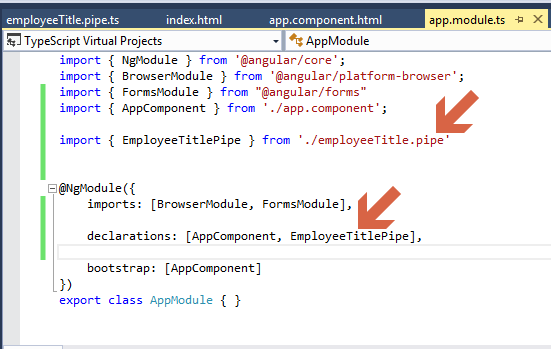 employeeTitle.pipe.ts index.html app.component.html app.module.ts
TypeScript Virtual Projects AppModule
import { NgModule } from '@angular/core';
import { BrowserModule } from '@angular/platform-browser';
import { FormsModule } from "@angular/forms"
import { AppComponent } from './app.component';
import { EmployeeTitlePipe } from './employeeTitle.pipe'
@NgModule({
imports: [BrowserModule, FormsModule],
declarations: [AppComponent, EmployeeTitlePipe],
bootstrap: [AppComponent]
})
export class AppModule { }